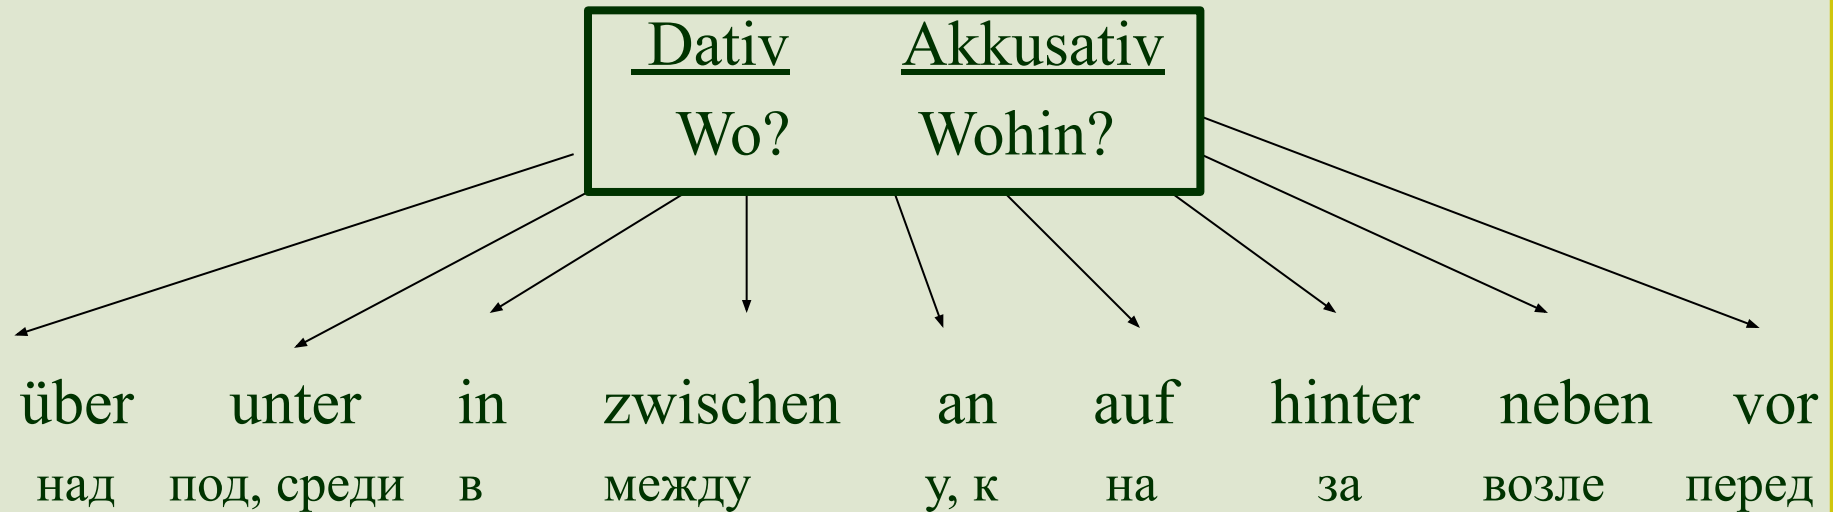 Dativ Akkusativ
Wo? Wohin?
über unter in zwischen an auf hinter neben vor
над под, среди в между у, к на за возле перед